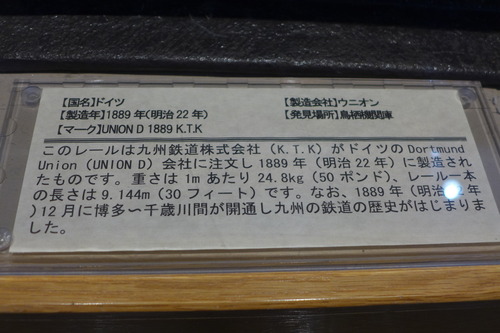 【国名】ドイツ 【製造会社】ウニオン
【製造年】1889年(明治22年) 【発見場所】鳥栖機関庫
【マーク】UNION D 1889 K.T.K
このレールは九州鉄道株式会社(K.T.K)がドイツのDortmund
Union(UNION D)会社に注文し1889年(明治22年)に製造され
たものです。重さは1mあたり24.8kg(50ポンド)、レール一本
の長さは9.144m(30フィート)です。なお、1889年(明治22年
)12月に博多〜千歳川間が開通し九州の鉄道の歴史がはじまりま
した。